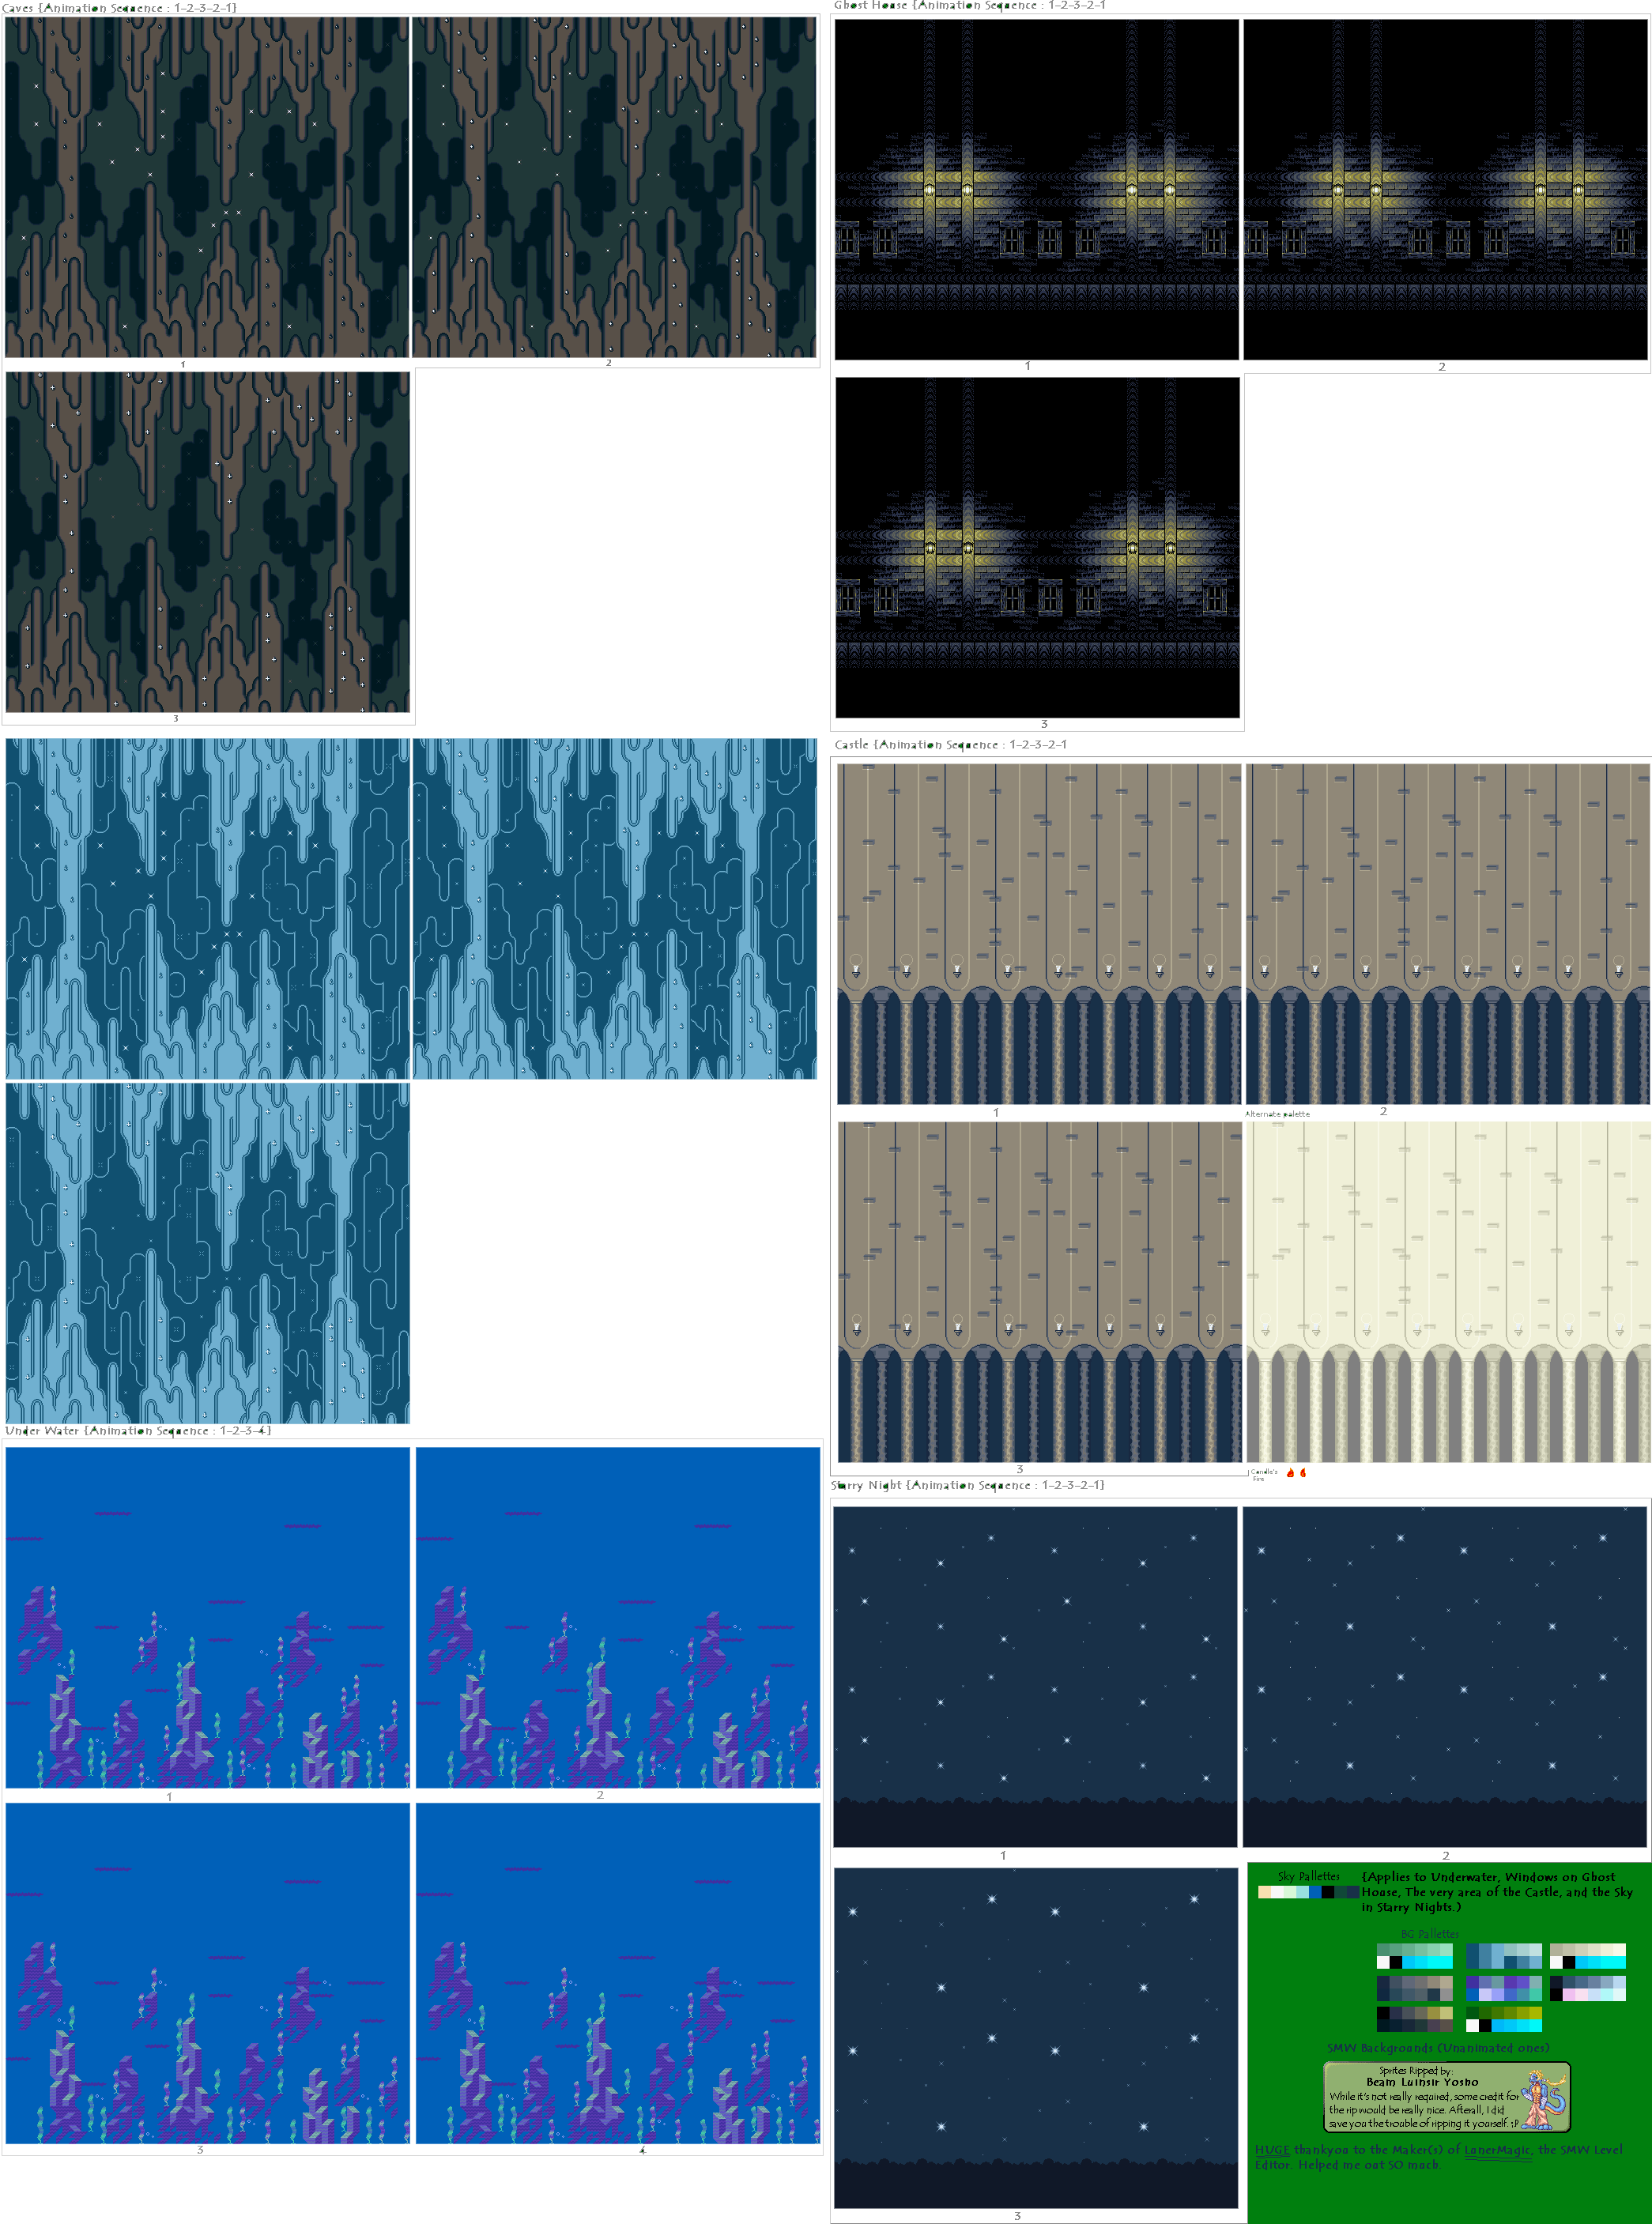 Caves {Animation Sequence : 1-2-3-2-1}
1
2
3
Ghost House {Animation Sequence : 1-2-3-2-1
1
2
3
Castle {Animation Sequence : 1-2-3-2-1
1
2
Alternate palette
3
Candle's
Fire
Under Water {Animation Sequence : 1-2-3-4}
1
2
3
4
Starry Night {Animation Sequence : 1-2-3-2-1}
1
2
3
Sky Pallettes
{Applies to Underwater, Windows on Ghost
House, The very area of the Castle, and the Sky
in Starry Nights.)
BG Pallettes
SMW Backgrounds (Unanimated ones)
Sprites Ripped by:
Beam Luinsir Yosho
While it's not really required, some credit for
the rip would be really nice. Afterall, I did
save you the trouble of ripping it yourself. ;P
HUGE thankyou to the Maker(s) of LunerMagic, the SMW Level
Editor. Helped me out SO much.